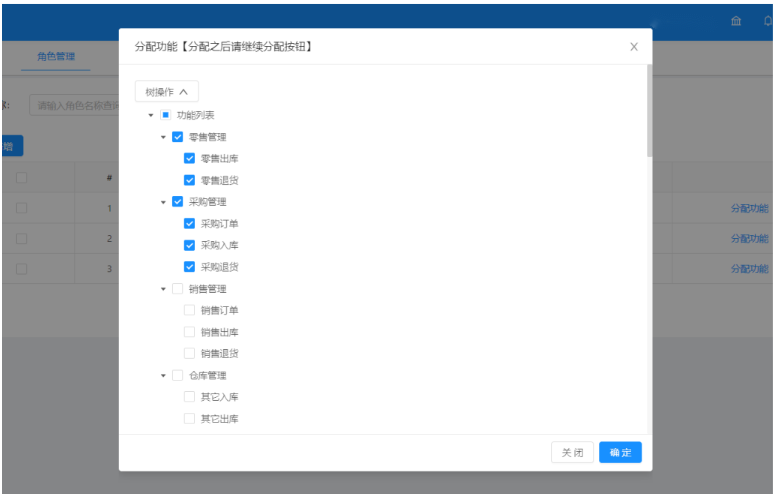 角色管理
分配功能【分配之后请继续分配按钮】
请输入角色名称查询
树操作
功能列表
零售管理
零售出库
零售退货
采购管理
采购订单
采购入库
采购退货
销售管理
销售订单
销售出库
销售退货
仓库管理
其它入库
其它出库
#
1 分配功能
2 分配功能
3 分配功能
关闭 确定